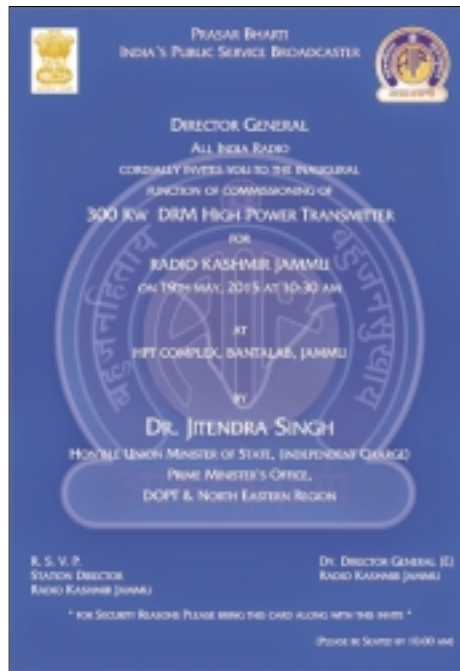 Prasar Bharti
India's Public Service Broadcaster
Director General
All India Radio
cordially invites you to the inaugural
function of commissioning of
300 Kw DRM High Power Transmitter
for
Radio Kashmir Jammu
on 19th May, 2015 at 10:30 am
at
HPT Complex, Bantalab, Jammu
by
Dr. Jitendra Singh
Hon'ble Union Minister of State, (Independent Charge)
Prime Minister's Office,
DOPT & North Eastern Region
बहुजनहिताय बहुजनसुखाय
R. S. V. P.
Station Director
Radio Kashmir Jammu
Dy. Director General (E)
Radio Kashmir Jammu
* for Security Reasons Please bring this card along with this invite *
(Please be Seated by 10:00 am)